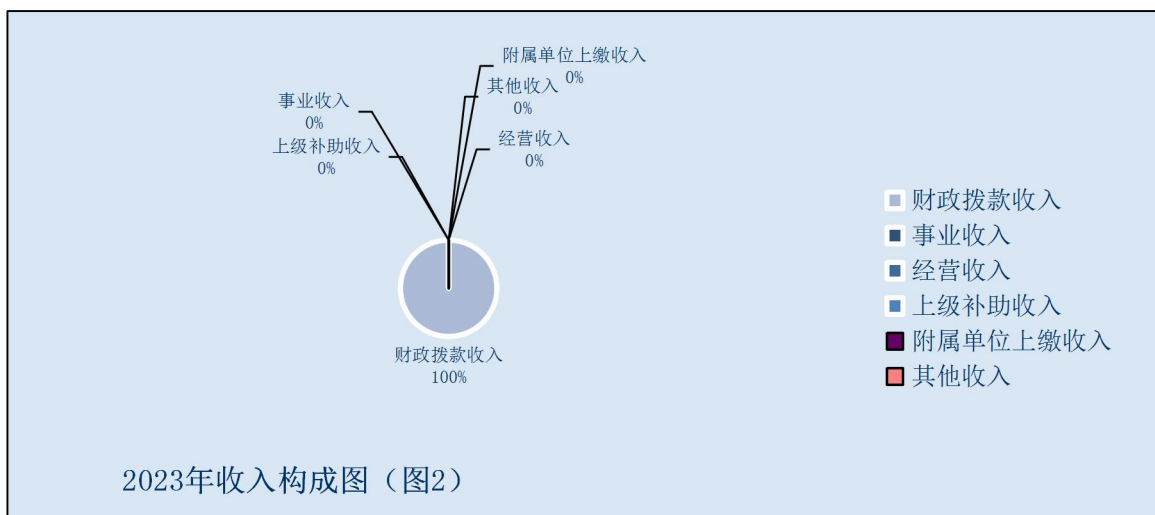 附属单位上缴收入
0%
其他收入
0%
事业收入
0%
经营收入
0%
上级补助收入
0%
财政拨款收入
100%
财政拨款收入
事业收入
经营收入
上级补助收入
附属单位上缴收入
其他收入
2023年收入构成图（图2）